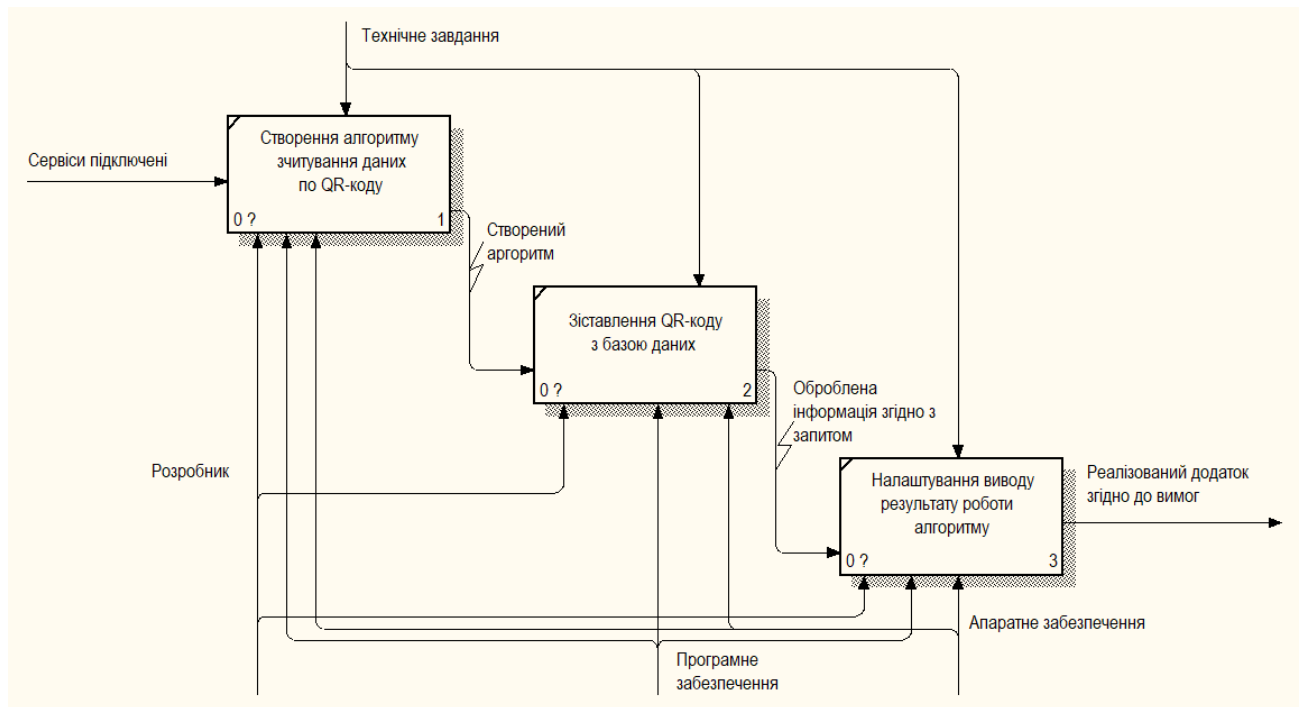 Технічне завдання
Створення алгоритму
зчитування даних
по QR-коду
0 ?
1
Сервіси підключені
Створений
аргоритм
Зіставлення QR-коду
з базою даних
0 ?
2
Оброблена
інформація згідно з
запитом
Розробник
Налаштування виводу
результату роботи
алгоритму
0 ?
3
Реалізований додаток
згідно до вимог
Апаратне забезпечення
Програмне
забезпечення